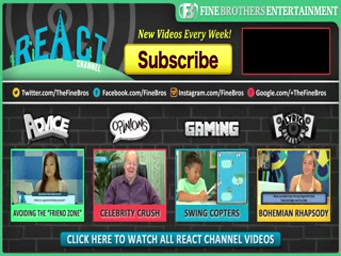 FINE BROTHERS ENTERTAINMENT
REACT
CHANNEL
New Videos Every Week!
Subscribe
Twitter.com/TheFineBros
Facebook.com/FineBros
Instagram.com/FineBros
Google.com/+TheFineBros
ADVICE
OPINIONS
GAMING
LYRIC
AVOIDING THE "FRIEND ZONE"
CELEBRITY CRUSH
SWING COPTERS
BOHEMIAN RHAPSODY
CLICK HERE TO WATCH ALL REACT CHANNEL VIDEOS